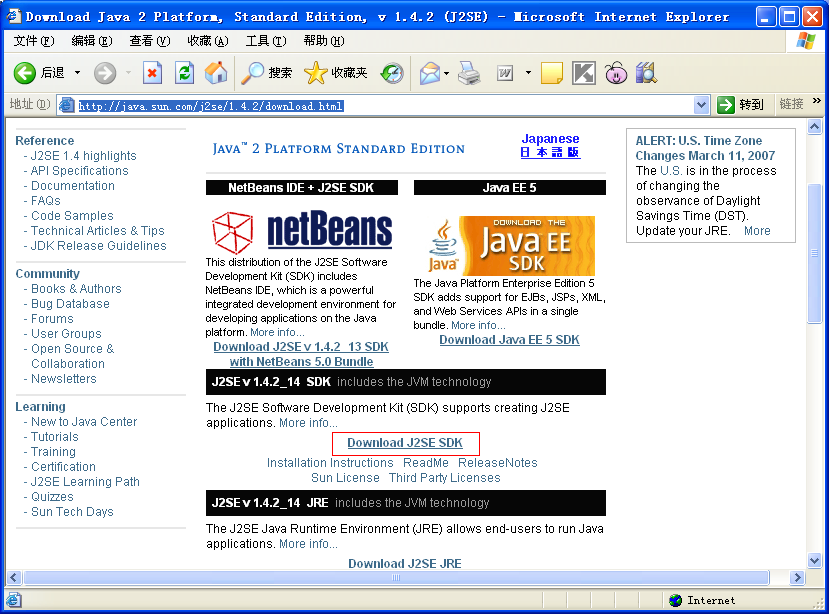 Download Java 2 Platform, Standard Edition, v 1.4.2 (J2SE) - Microsoft Internet Explorer
文件(F) 编辑(E) 查看(V) 收藏(A) 工具(T) 帮助(H)
后退 搜索 收藏夹 W K
地址(D) http://java.sun.com/j2se/1.4.2/download.html 转到 链接 »
Reference
- J2SE 1.4 highlights
- API Specifications
- Documentation
- FAQs
- Code Samples
- Technical Articles & Tips
- JDK Release Guidelines
Community
- Books & Authors
- Bug Database
- Forums
- User Groups
- Open Source &
Collaboration
- Newsletters
Learning
- New to Java Center
- Tutorials
- Training
- Certification
- J2SE Learning Path
- Quizzes
- Sun Tech Days
JAVA™ 2 PLATFORM STANDARD EDITION
Japanese
日本語版
NetBeans IDE + J2SE SDK
netBeans
This distribution of the J2SE Software
Development Kit (SDK) includes
NetBeans IDE, which is a powerful
integrated development environment for
developing applications on the Java
platform. More info...
Download J2SE v 1.4.2_13 SDK
with NetBeans 5.0 Bundle
Java EE 5
Java
DOWNLOAD THE
Java EE
SDK
The Java Platform Enterprise Edition 5
SDK adds support for EJBs, JSPs, XML,
and Web Services APIs in a single
bundle. More info...
Download Java EE 5 SDK
J2SE v 1.4.2_14 SDK includes the JVM technology
The J2SE Software Development Kit (SDK) supports creating J2SE
applications. More info...
Download J2SE SDK
Installation Instructions ReadMe ReleaseNotes
Sun License Third Party Licenses
J2SE v 1.4.2_14 JRE includes the JVM technology
The J2SE Java Runtime Environment (JRE) allows end-users to run Java
applications. More info...
Download J2SE JRE
ALERT: U.S. Time Zone
Changes March 11, 2007
The U.S. is in the process
of changing the
observance of Daylight
Savings Time (DST).
Update your JRE. More
Internet